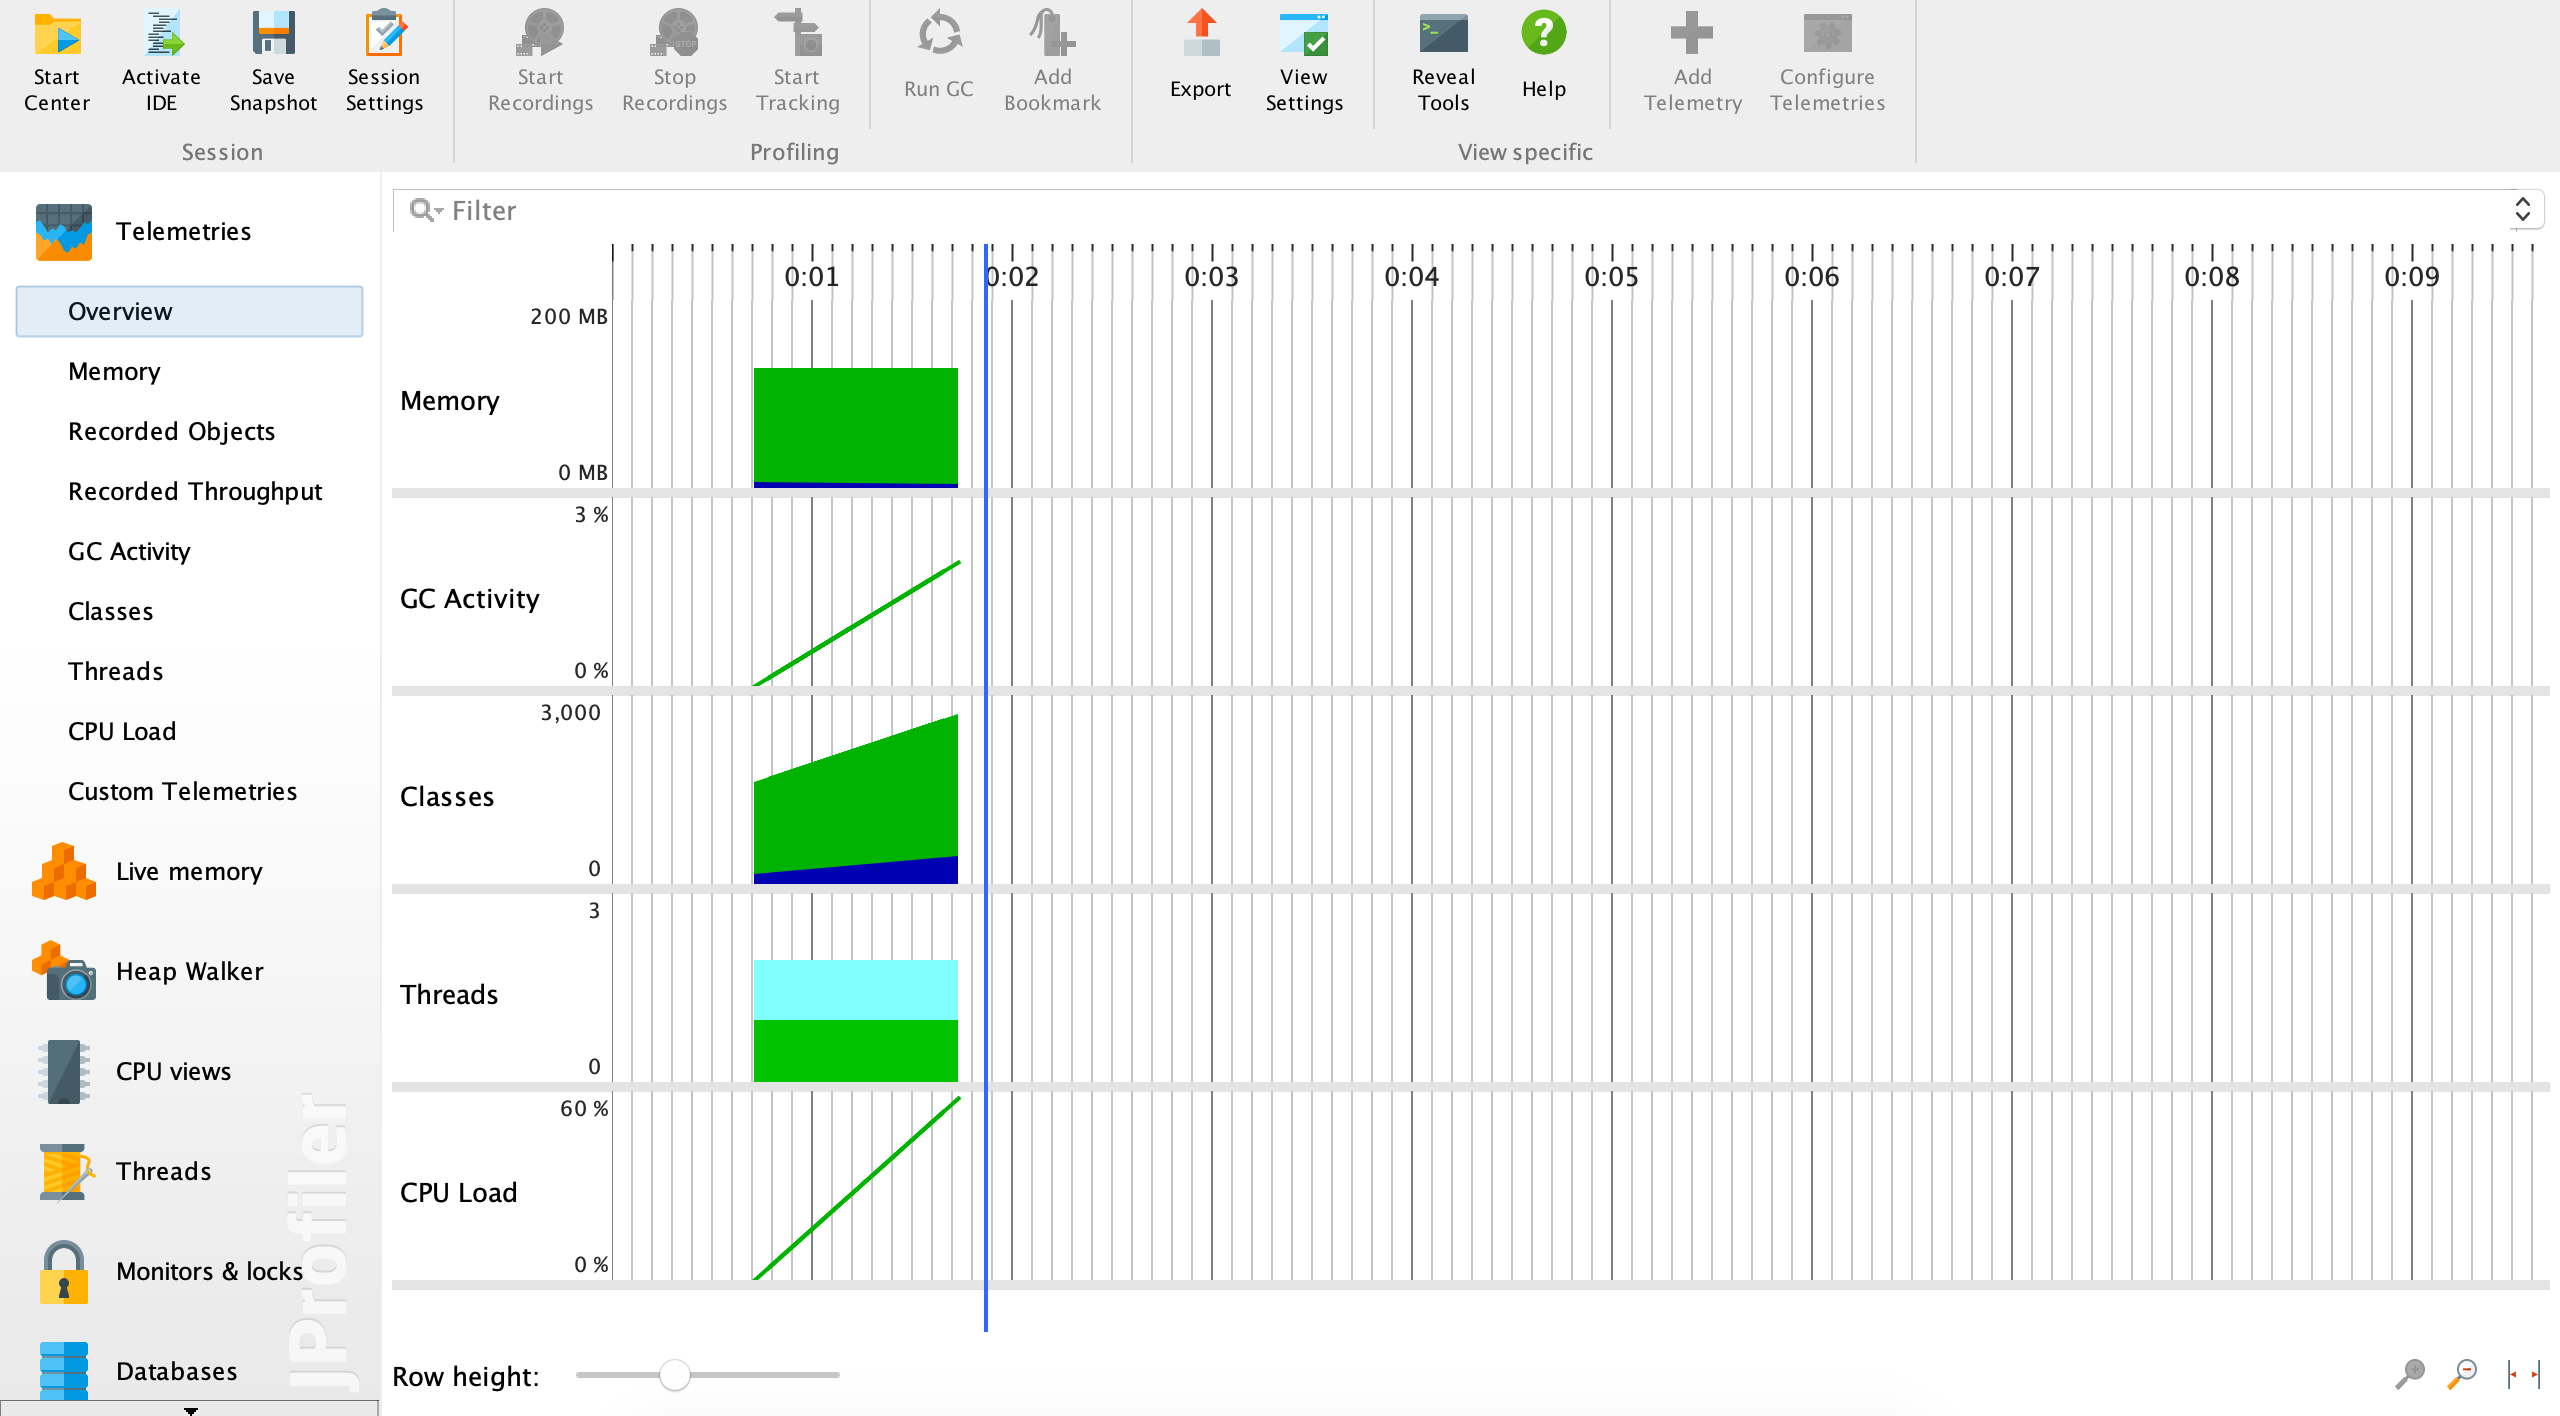 Start Center
Activate IDE
Save Snapshot
Session Settings
Start Recordings
Stop Recordings
Start Tracking
Run GC
Add Bookmark
Export
View Settings
Reveal Tools
Help
Add Telemetry
Configure Telemetries
Session
Profiling
View specific
Telemetries
Overview
Memory
Recorded Objects
Recorded Throughput
GC Activity
Classes
Threads
CPU Load
Custom Telemetries
Live memory
Heap Walker
CPU views
Threads
Monitors & locks
Databases
JProfiler
Filter
0:01 0:02 0:03 0:04 0:05 0:06 0:07 0:08 0:09
200 MB
Memory
0 MB
3 %
GC Activity
0 %
3,000
Classes
0
3
Threads
0
60 %
CPU Load
0 %
Row height:
STOP
>_
?